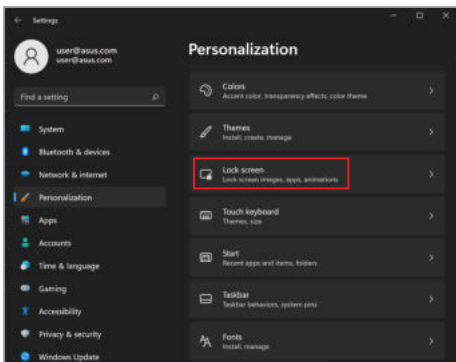 Settings
user@asus.com
user@asus.com
Find a setting
System
Bluetooth & devices
Network & internet
Personalization
Apps
Accounts
Time & language
Gaming
Accessibility
Privacy & security
Windows Update
Personalization
Colors
Accent color, transparency effects, color theme
Themes
Install, create, manage
Lock screen
Lock screen images, apps, animations
Touch keyboard
Themes, size
Start
Recent apps and items, folders
Taskbar
Taskbar behaviors, system pins
Fonts
Install, manage